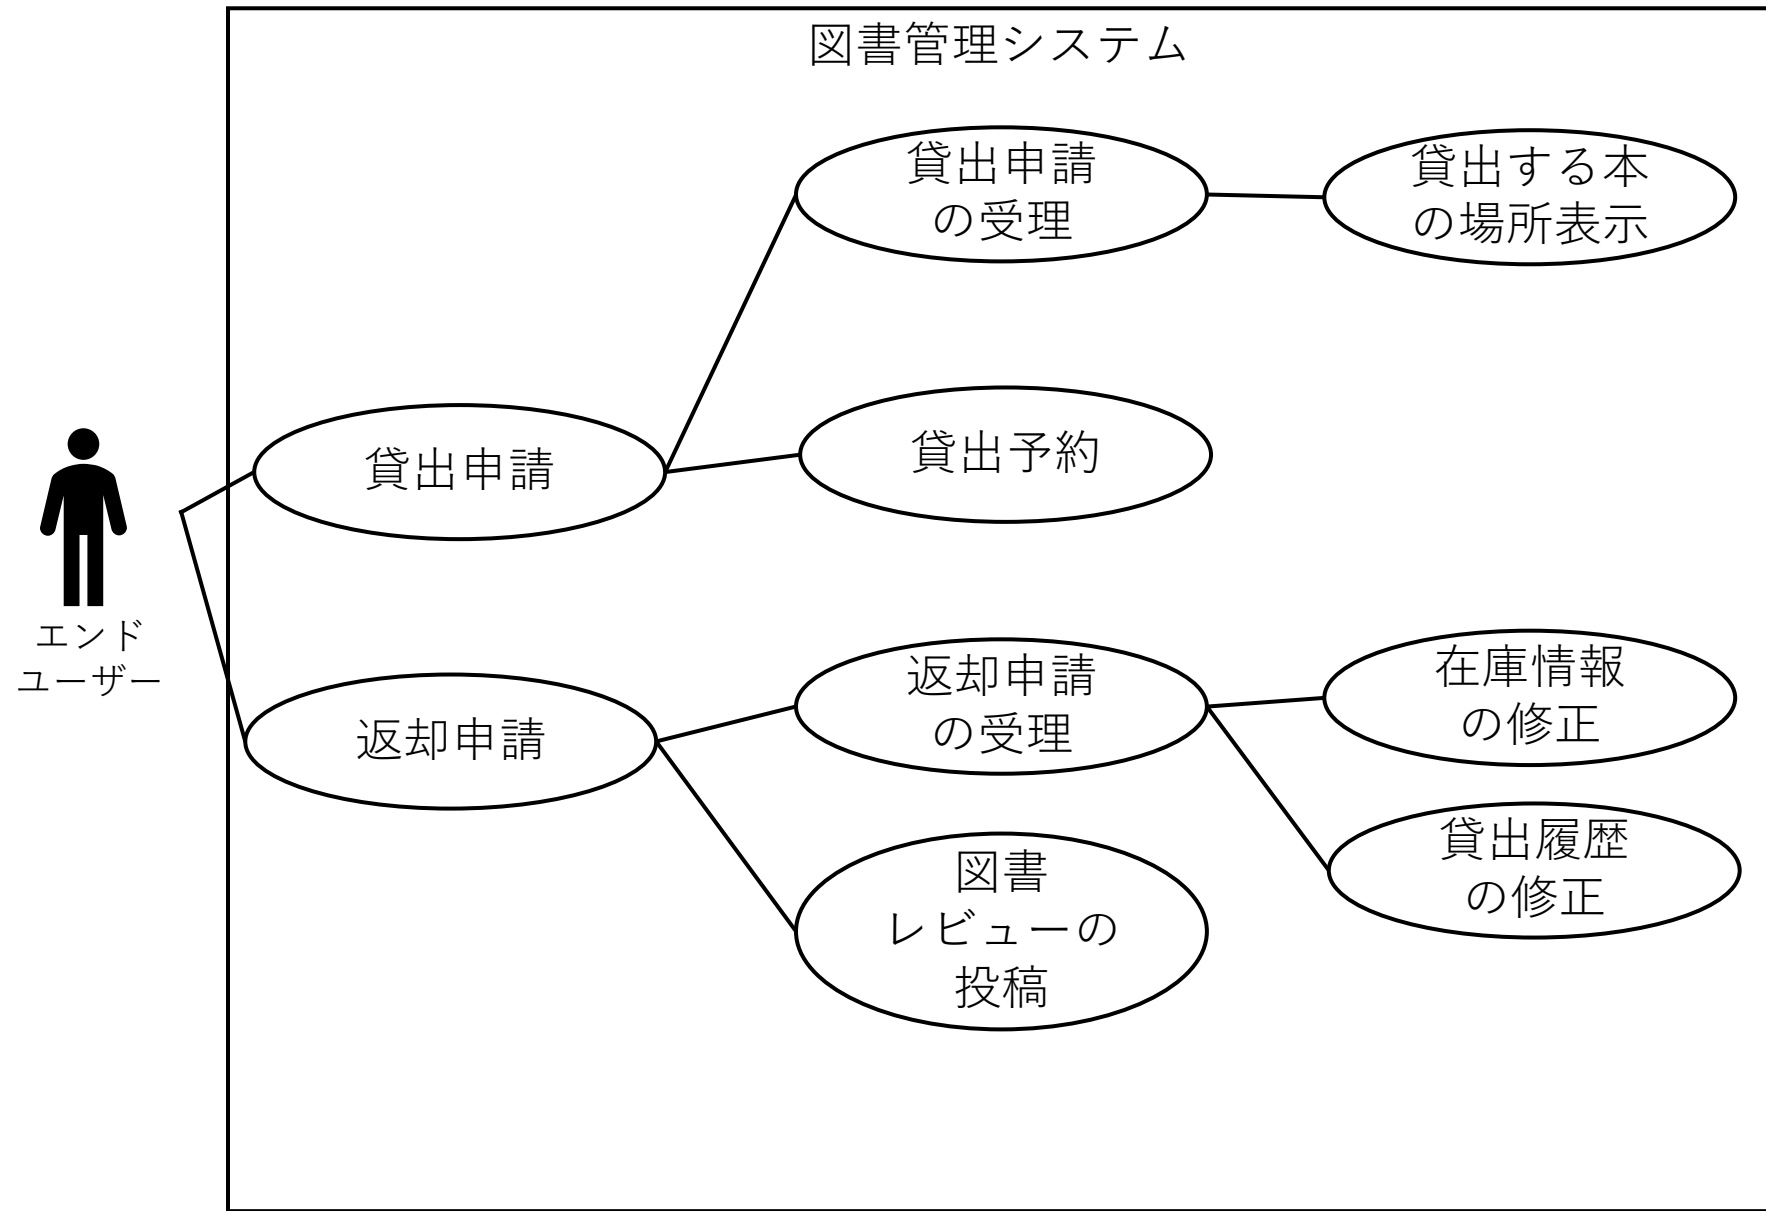 図書管理システム
貸出申請
の受理
貸出する本
の場所表示
貸出申請
貸出予約
エンド
ユーザー
返却申請
返却申請
の受理
在庫情報
の修正
図書
レビューの
投稿
貸出履歴
の修正